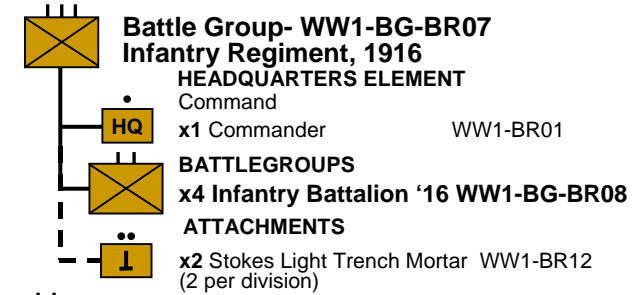 Battle Group- WW1-BG-BR07
Infantry Regiment, 1916
HEADQUARTERS ELEMENT
Command
HQ x1 Commander WW1-BR01
BATTLEGROUPS
x4 Infantry Battalion ‘16 WW1-BG-BR08
ATTACHMENTS
x2 Stokes Light Trench Mortar WW1-BR12
(2 per division)